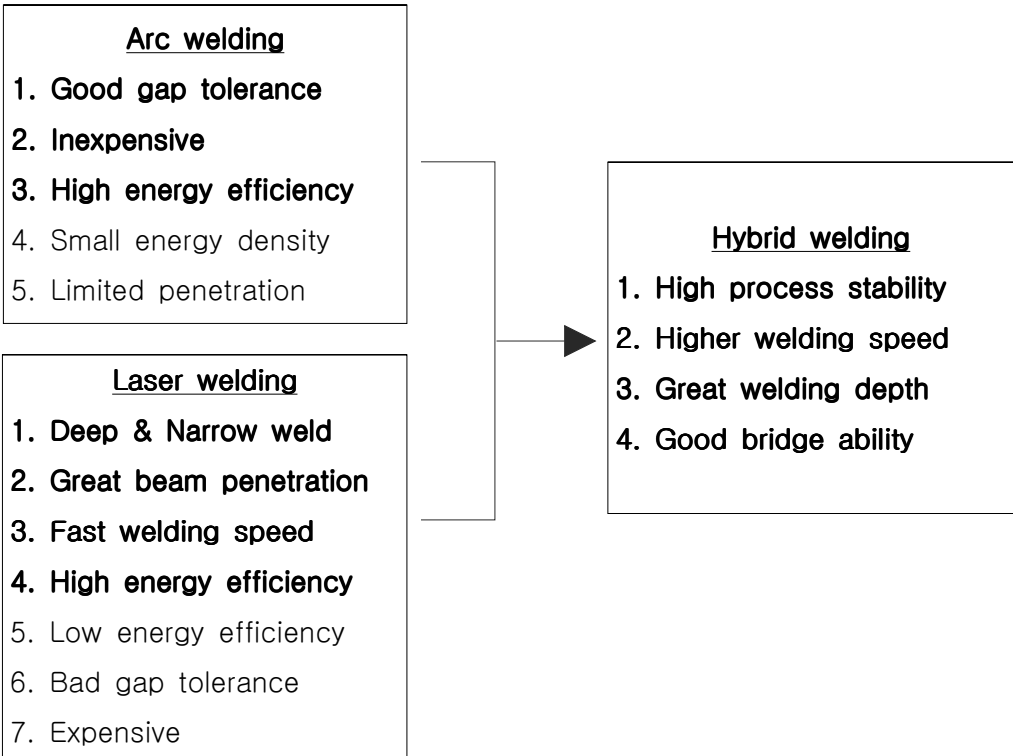 Arc welding
1. Good gap tolerance
2. Inexpensive
3. High energy efficiency
4. Small energy density
5. Limited penetration
Laser welding
1. Deep & Narrow weld
2. Great beam penetration
3. Fast welding speed
4. High energy efficiency
5. Low energy efficiency
6. Bad gap tolerance
7. Expensive
Hybrid welding
1. High process stability
2. Higher welding speed
3. Great welding depth
4. Good bridge ability